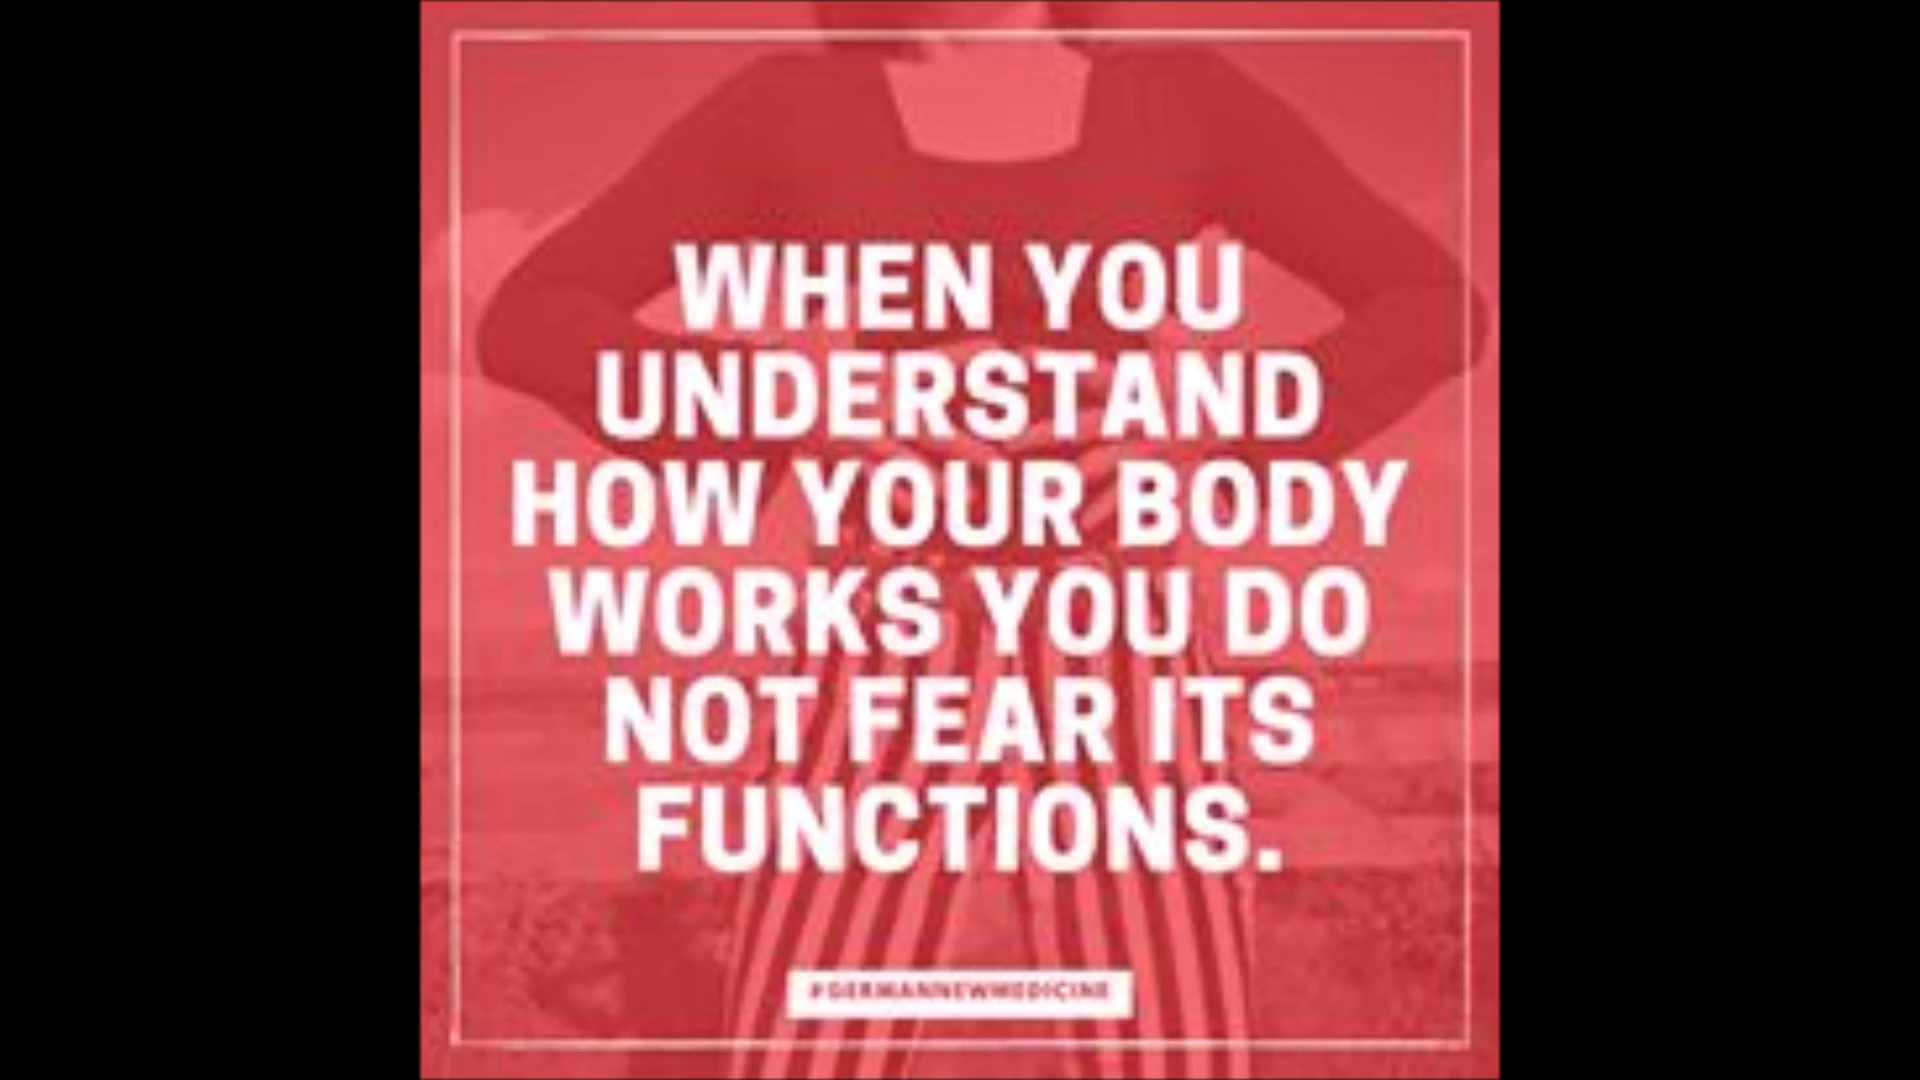 WHEN YOU
UNDERSTAND
HOW YOUR BODY
WORKS YOU DO
NOT FEAR ITS
FUNCTIONS.
#GERMANNEWMEDICINE